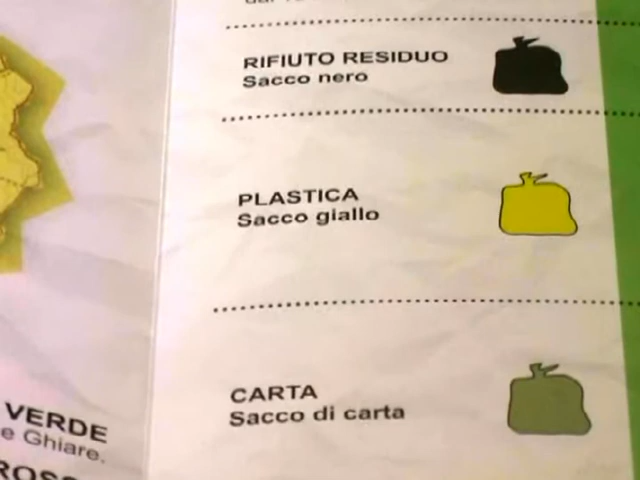 RIFIUTO RESIDUO
Sacco nero
PLASTICA
Sacco giallo
CARTA
Sacco di carta
VERDE
e Ghiare.